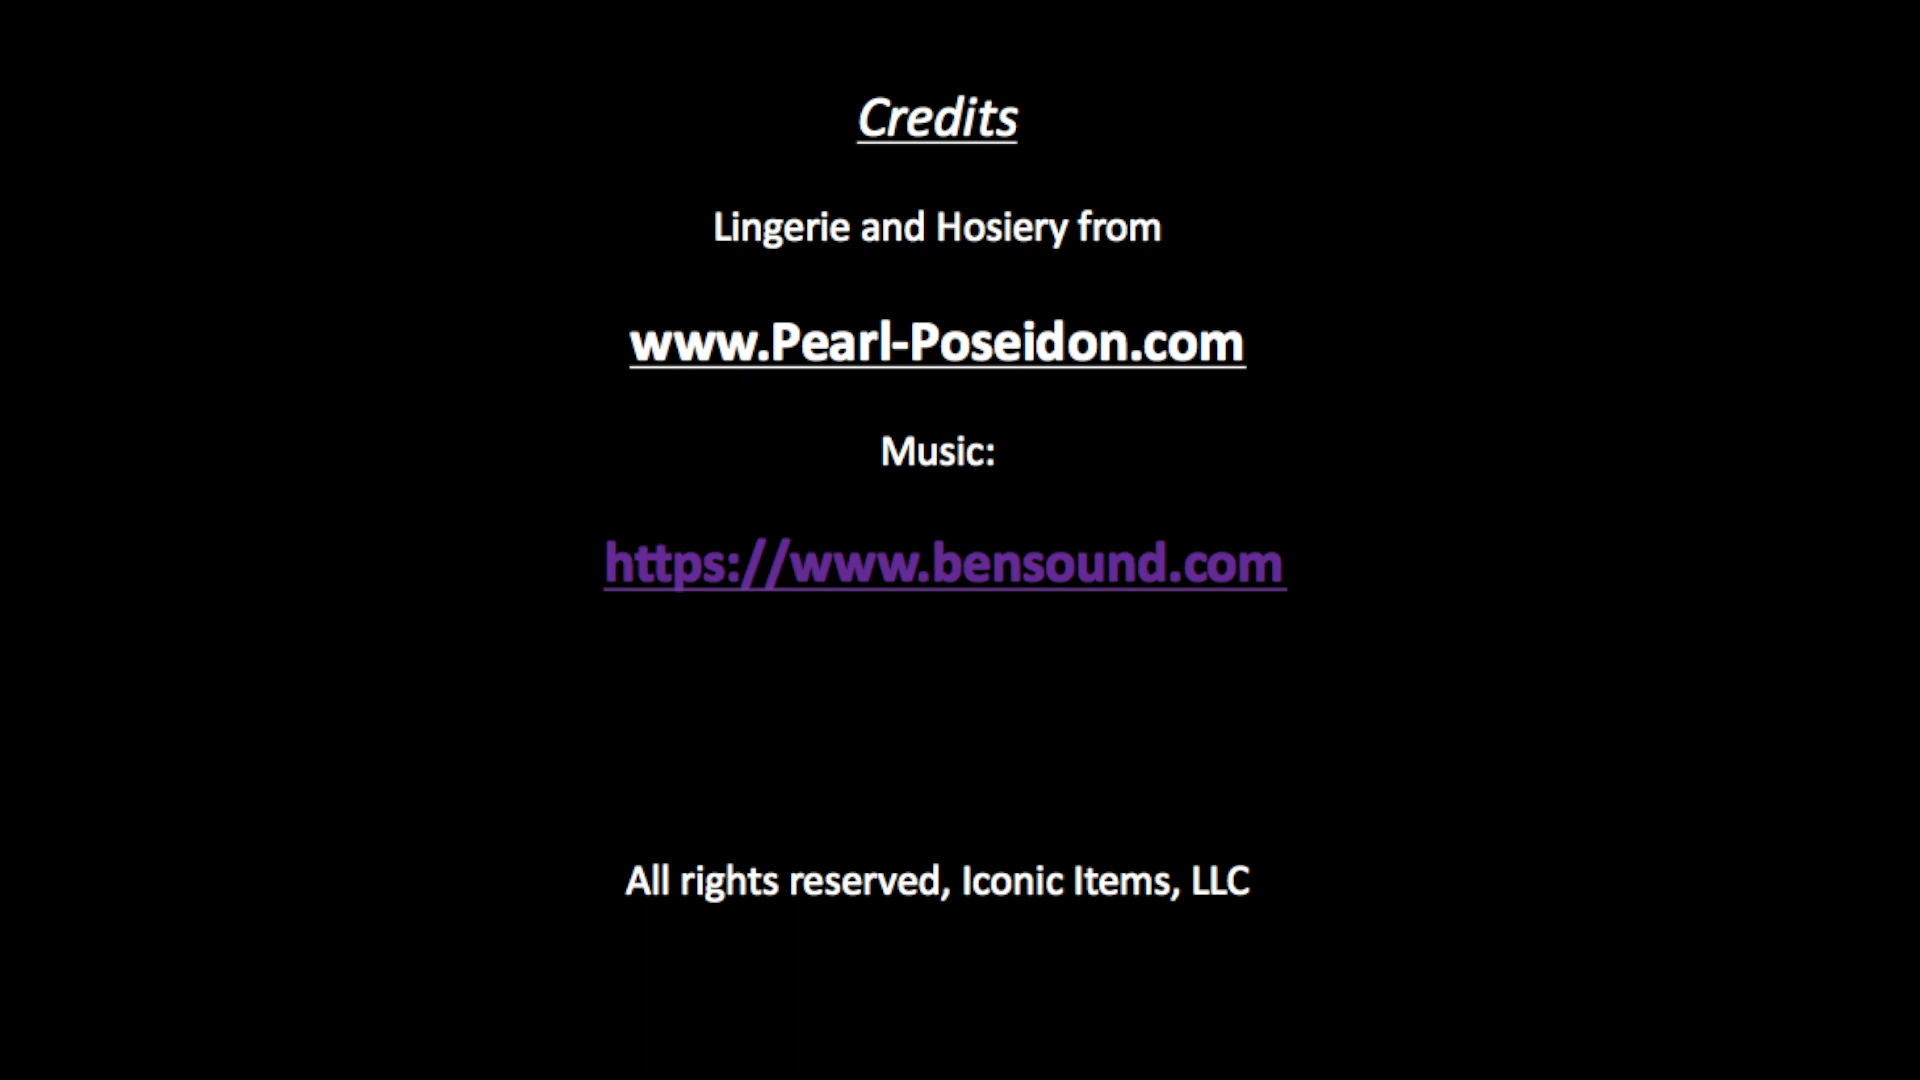 Credits
Lingerie and Hosiery from
www.Pearl-Poseidon.com
Music:
https://www.bensound.com
All rights reserved, Iconic Items, LLC